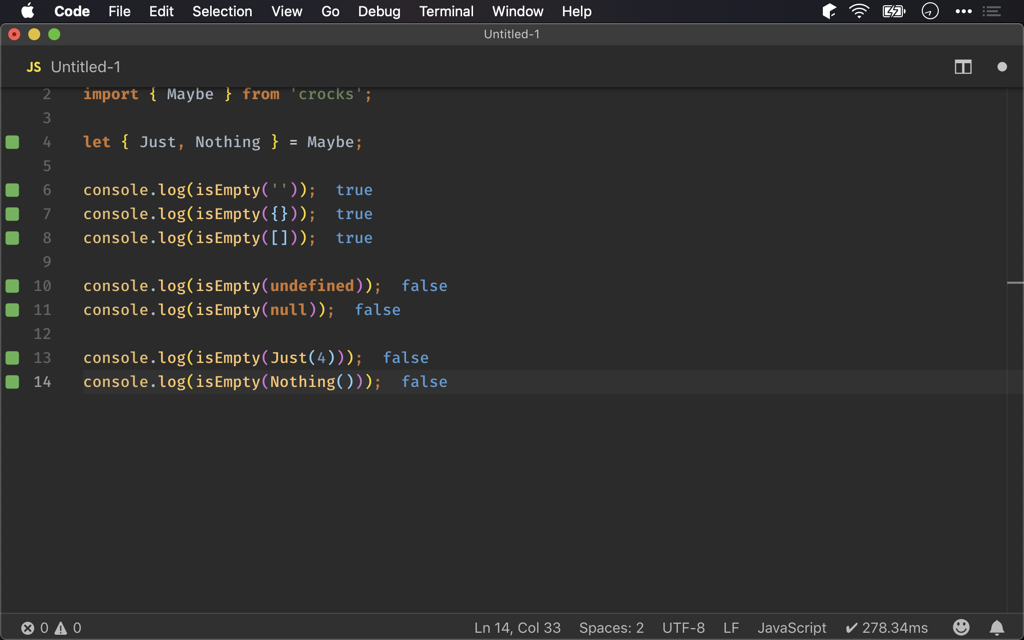 Code File Edit Selection View Go Debug Terminal Window Help
Untitled-1
JS Untitled-1
2 import { Maybe } from 'crocks';
3
4 let { Just, Nothing } = Maybe;
5
6 console.log(isEmpty('')); true
7 console.log(isEmpty({})); true
8 console.log(isEmpty([])); true
9
10 console.log(isEmpty(undefined)); false
11 console.log(isEmpty(null)); false
12
13 console.log(isEmpty(Just(4))); false
14 console.log(isEmpty(Nothing())); false
0 0 Ln 14, Col 33 Spaces: 2 UTF-8 LF JavaScript ✔ 278.34ms